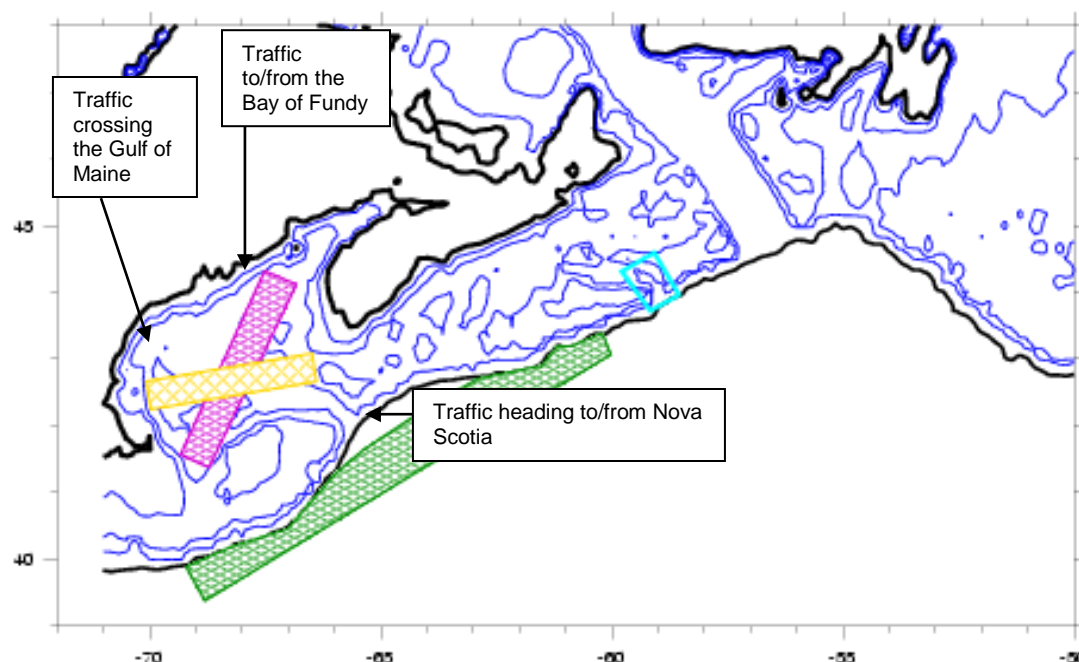 Traffic
to/from the
Bay of Fundy
Traffic
crossing
the Gulf of
Maine
45
Traffic heading to/from Nova
Scotia
40
-70
-65
-60
-55